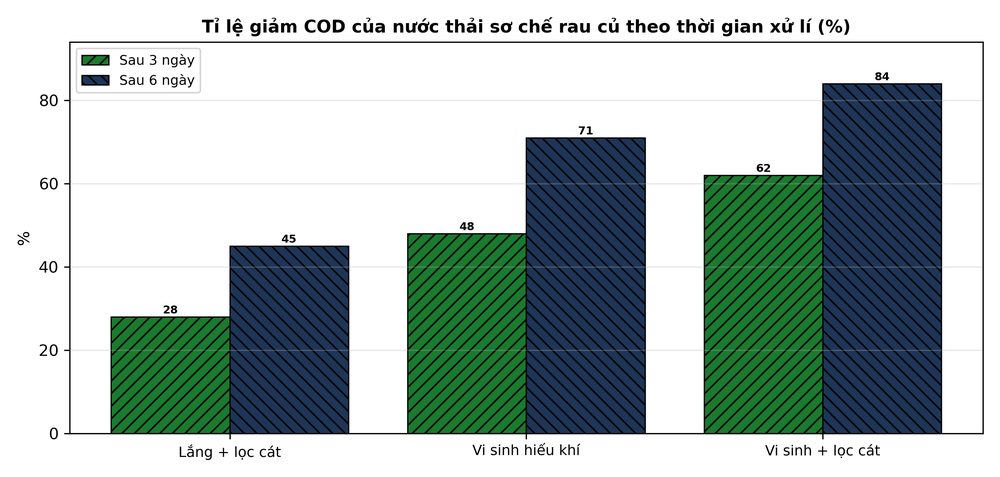 Tỉ lệ giảm COD của nước thải sơ chế rau củ theo thời gian xử lí (%)
Sau 3 ngày
Sau 6 ngày
%
80
60
40
20
0
28
45
48
71
62
84
Lắng + lọc cát
Vi sinh hiếu khí
Vi sinh + lọc cát